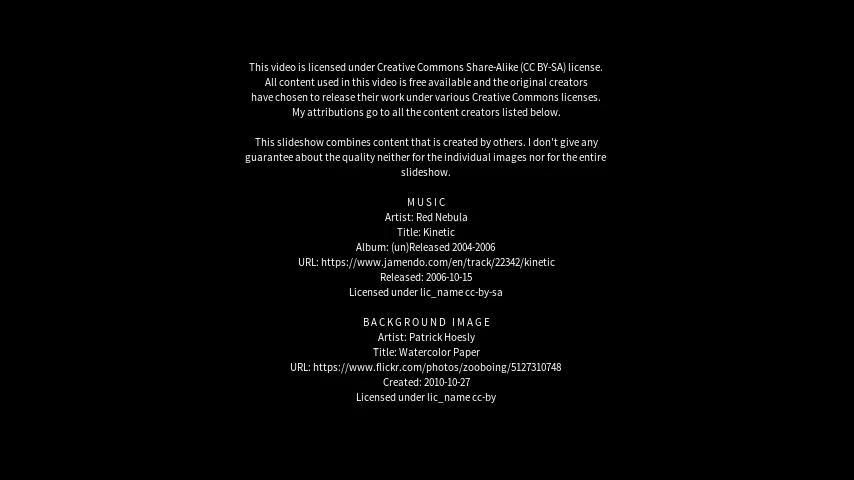 This video is licensed under Creative Commons Share-Alike (CC BY-SA) license.
All content used in this video is free available and the original creators
have chosen to release their work under various Creative Commons licenses.
My attributions go to all the content creators listed below.
This slideshow combines content that is created by others. I don't give any
guarantee about the quality neither for the individual images nor for the entire
slideshow.
MUSIC
Artist: Red Nebula
Title: Kinetic
Album: (un)Released 2004-2006
URL: https://www.jamendo.com/en/track/22342/kinetic
Released: 2006-10-15
Licensed under lic_name cc-by-sa
BACKGROUND IMAGE
Artist: Patrick Hoesly
Title: Watercolor Paper
URL: https://www.flickr.com/photos/zooboing/5127310748
Created: 2010-10-27
Licensed under lic_name cc-by